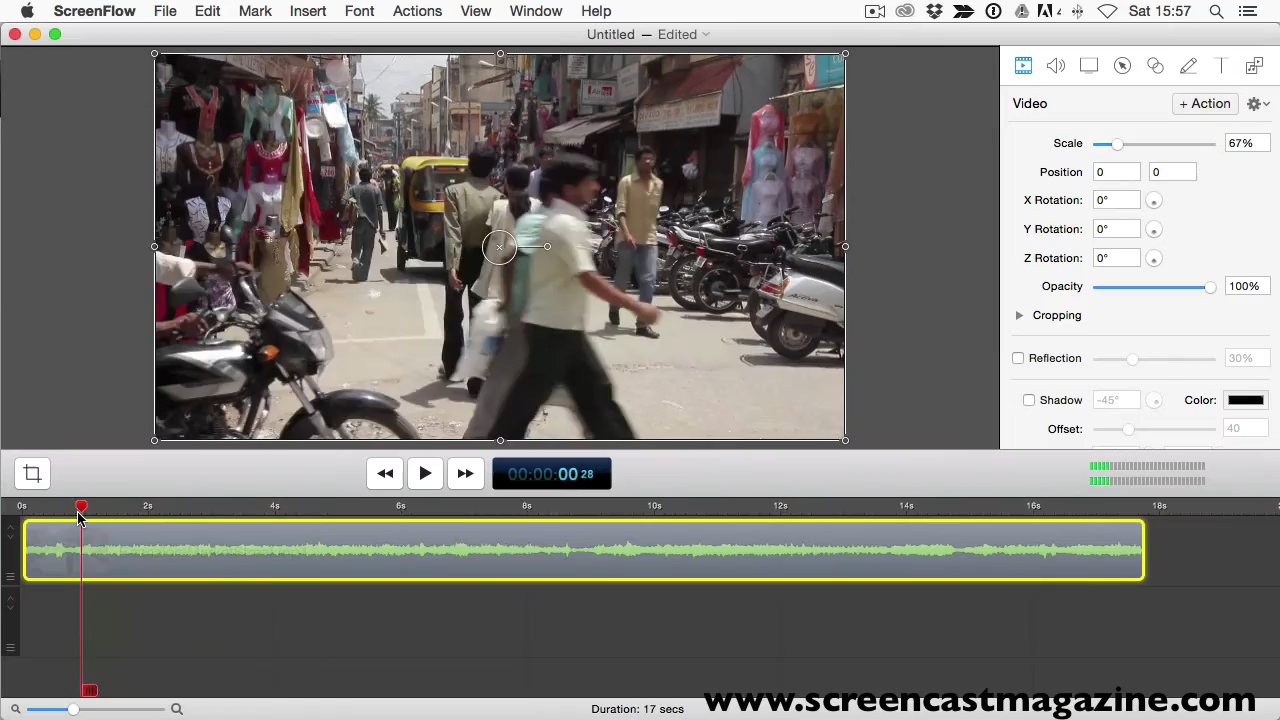 ScreenFlow File Edit Mark Insert Font Actions View Window Help 4 Sat 15:57
Untitled — Edited
Airtel
Video + Action
Scale 67%
Position 0 0
X Rotation: 0°
Y Rotation: 0°
Z Rotation: 0°
Opacity 100%
Cropping
Reflection 30%
Shadow -45° Color:
Offset: 40
00:00:00 28
0s 2s 4s 6s 8s 10s 12s 14s 16s 18s
Duration: 17 secs
www.screencastmagazine.com